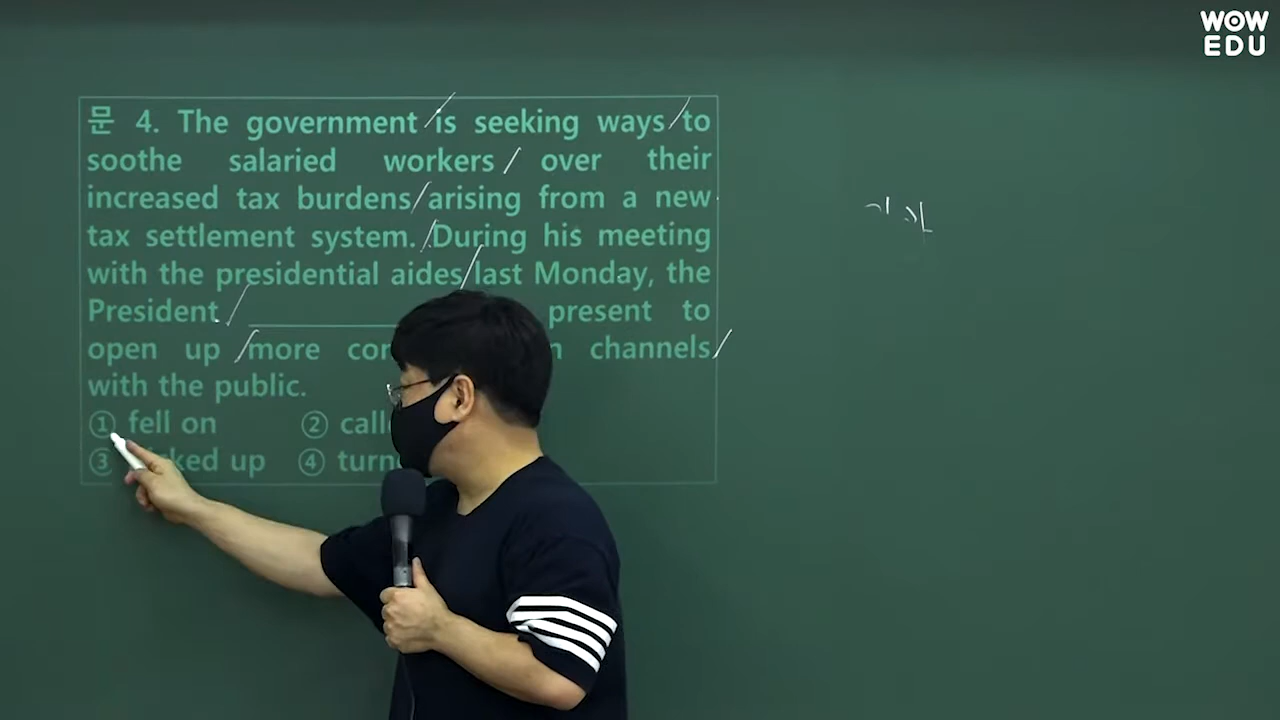 WOW
EDU
문 4. The government is seeking ways to
soothe salaried workers over their
increased tax burdens arising from a new
tax settlement system. During his meeting
with the presidential aides last Monday, the
President present to
open up more channels
with the public.
① fell on ②
③ up ④